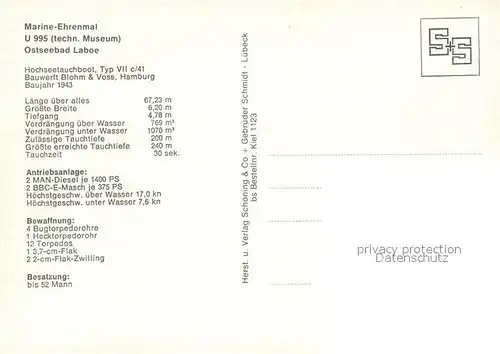 Marine-Ehrenmal
U 995 (techn. Museum)
Ostseebad Laboe
Hochseetauchboot, Typ VII c/41
Bauwerft Blohm & Voss, Hamburg
Baujahr 1943
Länge über alles 67,23 m
Größte Breite 6,20 m
Tiefgang 4,78 m
Verdrängung über Wasser 769 m³
Verdrängung unter Wasser 1070 m³
Zulässige Tauchtiefe 200 m
Größte erreichte Tauchtiefe 240 m
Tauchzeit 30 sek.
Antriebsanlage:
2 MAN-Diesel je 1400 PS
2 BBC-E-Masch je 375 PS
Höchstgeschw. über Wasser 17,0 kn
Höchstgeschw. unter Wasser 7,6 kn
Bewaffnung:
4 Bugtorpedorohre
1 Hecktorpedorohr
12 Torpedos
1 3,7-cm-Flak
2 2-cm-Flak-Zwilling
Besatzung:
bis 52 Mann
Herst. u. Verlag Schöning & Co + Gebrüder Schmidt - Lübeck
bs Bestellnr. Kiel 1123
S+S
privacy protection
Datenschutz